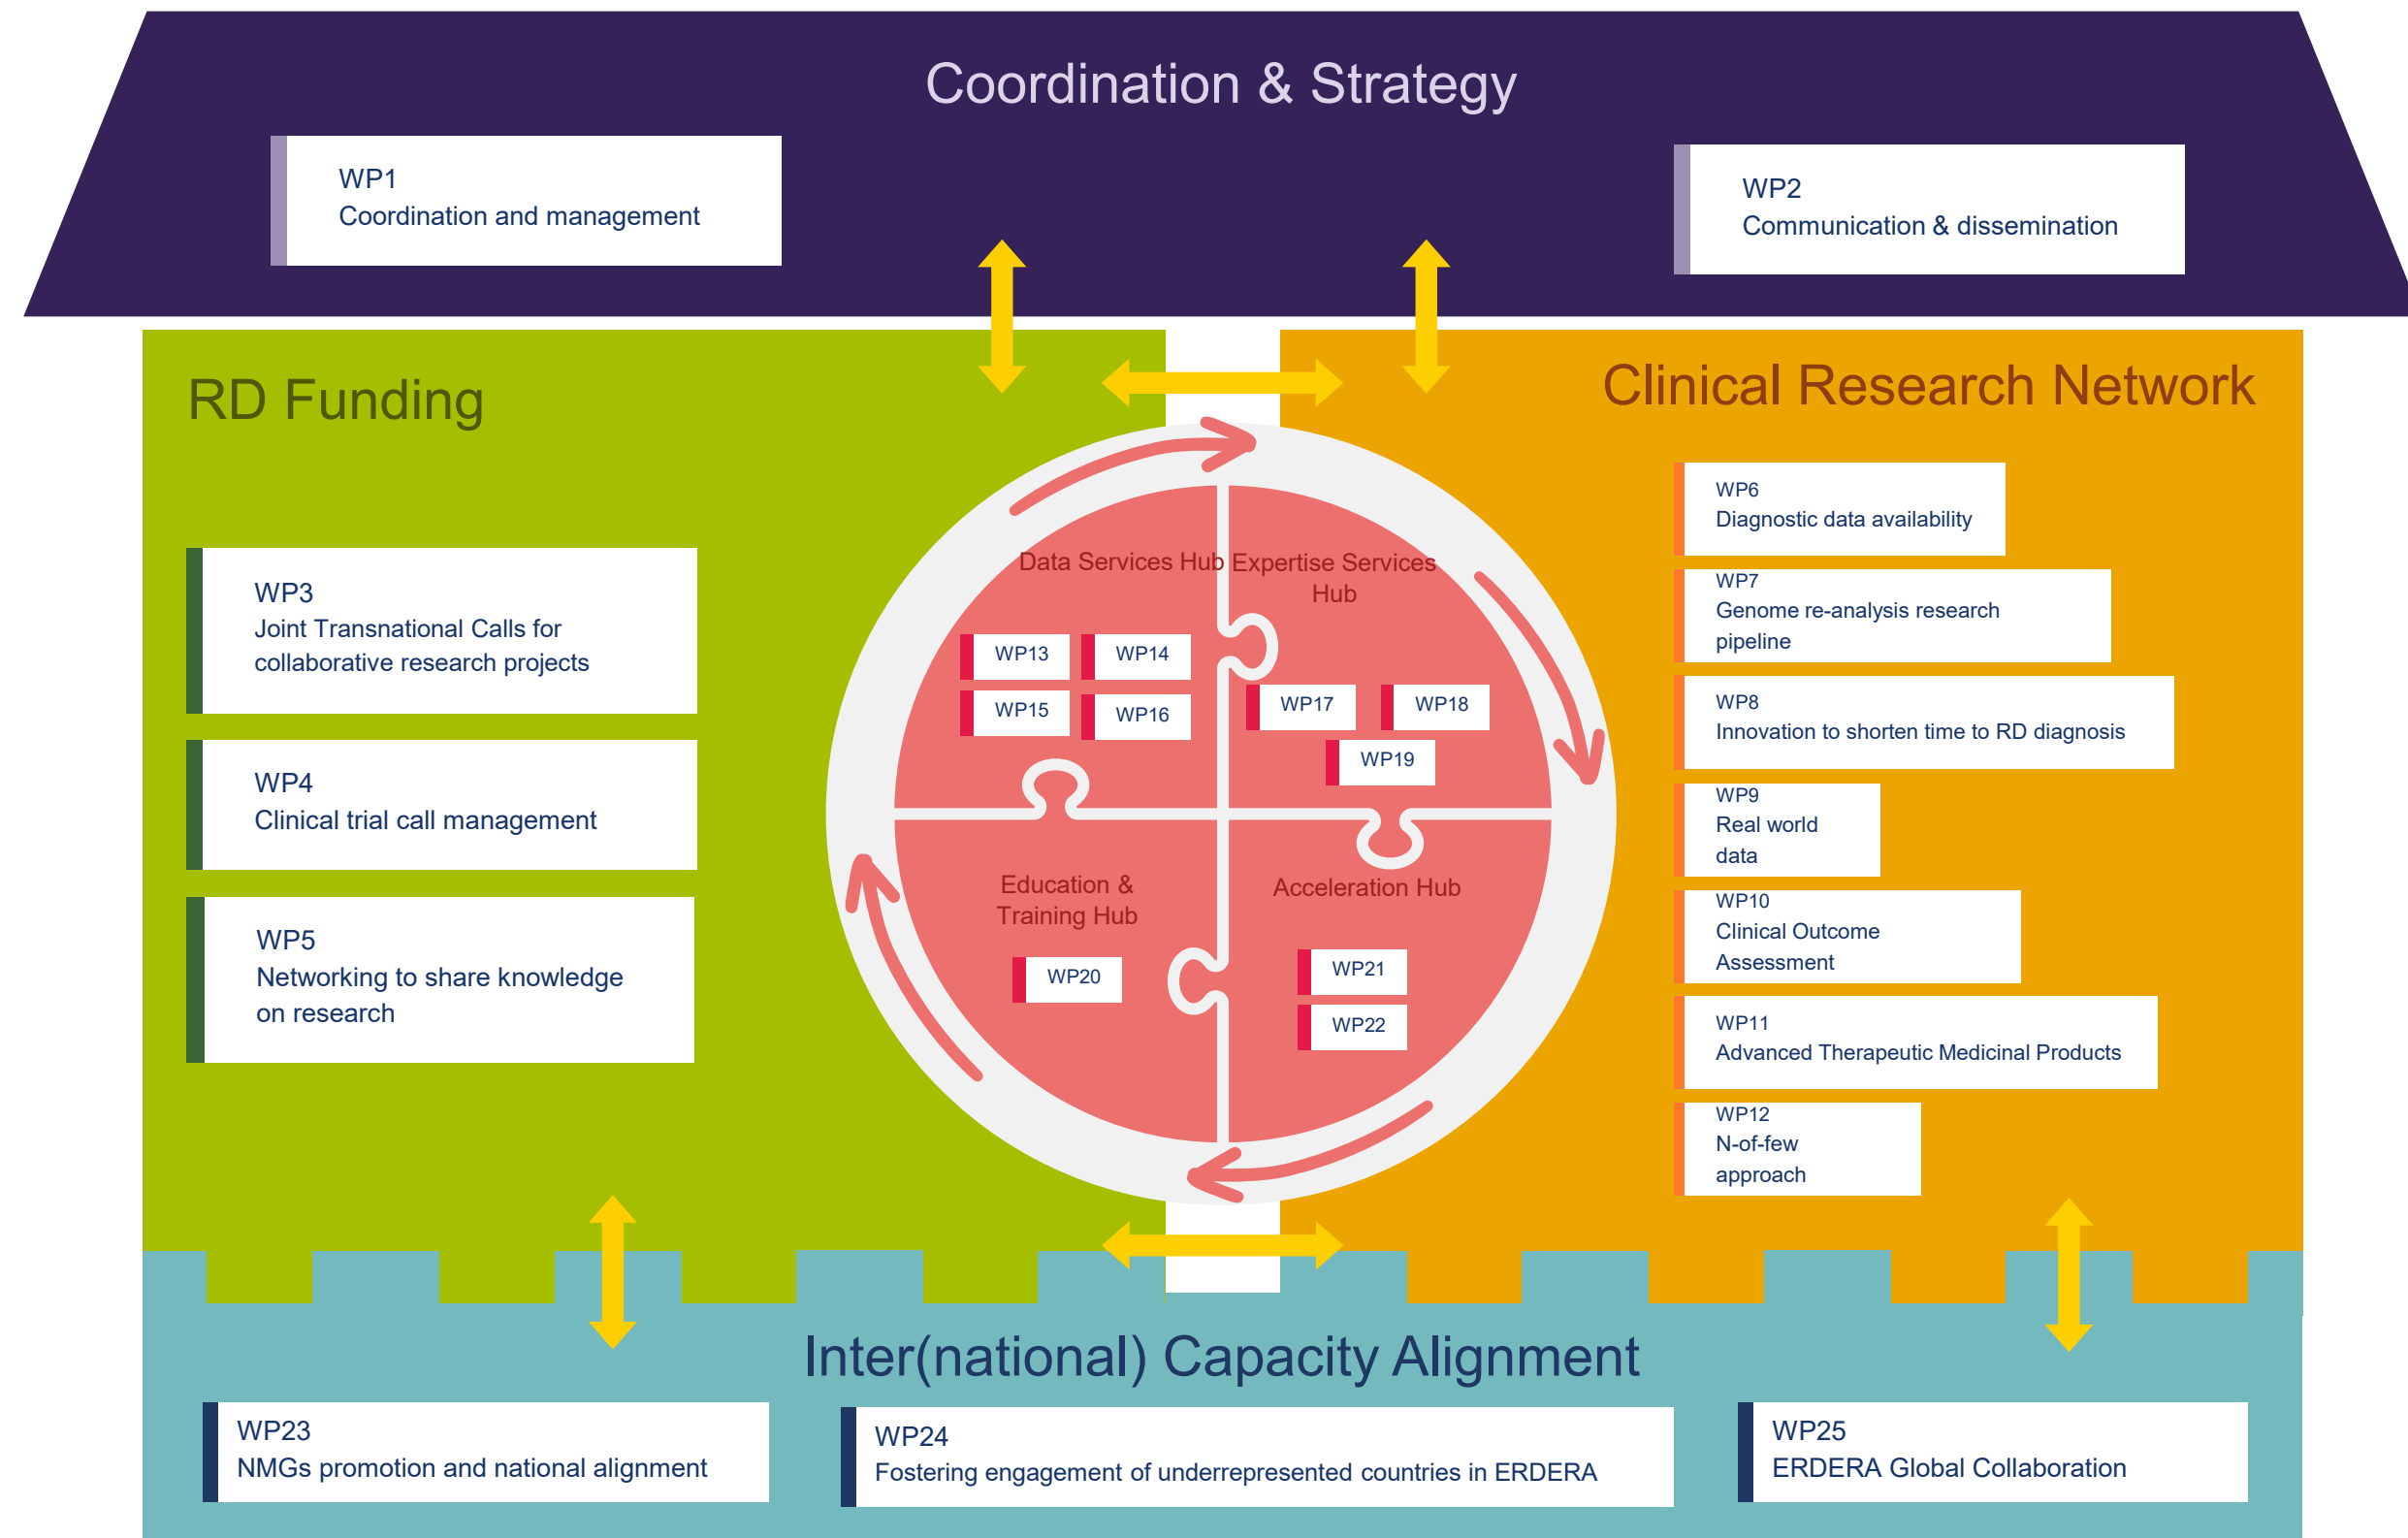 Coordination & Strategy
WP1
Coordination and management
WP2
Communication & dissemination
RD Funding
WP3
Joint Transnational Calls for
collaborative research projects
WP4
Clinical trial call management
WP5
Networking to share knowledge
on research
Data Services Hub
WP13
WP14
WP15
WP16
Expertise Services
Hub
WP17
WP18
WP19
Education &
Training Hub
WP20
Acceleration Hub
WP21
WP22
Clinical Research Network
WP6
Diagnostic data availability
WP7
Genome re-analysis research
pipeline
WP8
Innovation to shorten time to RD diagnosis
WP9
Real world
data
WP10
Clinical Outcome
Assessment
WP11
Advanced Therapeutic Medicinal Products
WP12
N-of-few
approach
Inter(national) Capacity Alignment
WP23
NMGs promotion and national alignment
WP24
Fostering engagement of underrepresented countries in ERDERA
WP25
ERDERA Global Collaboration